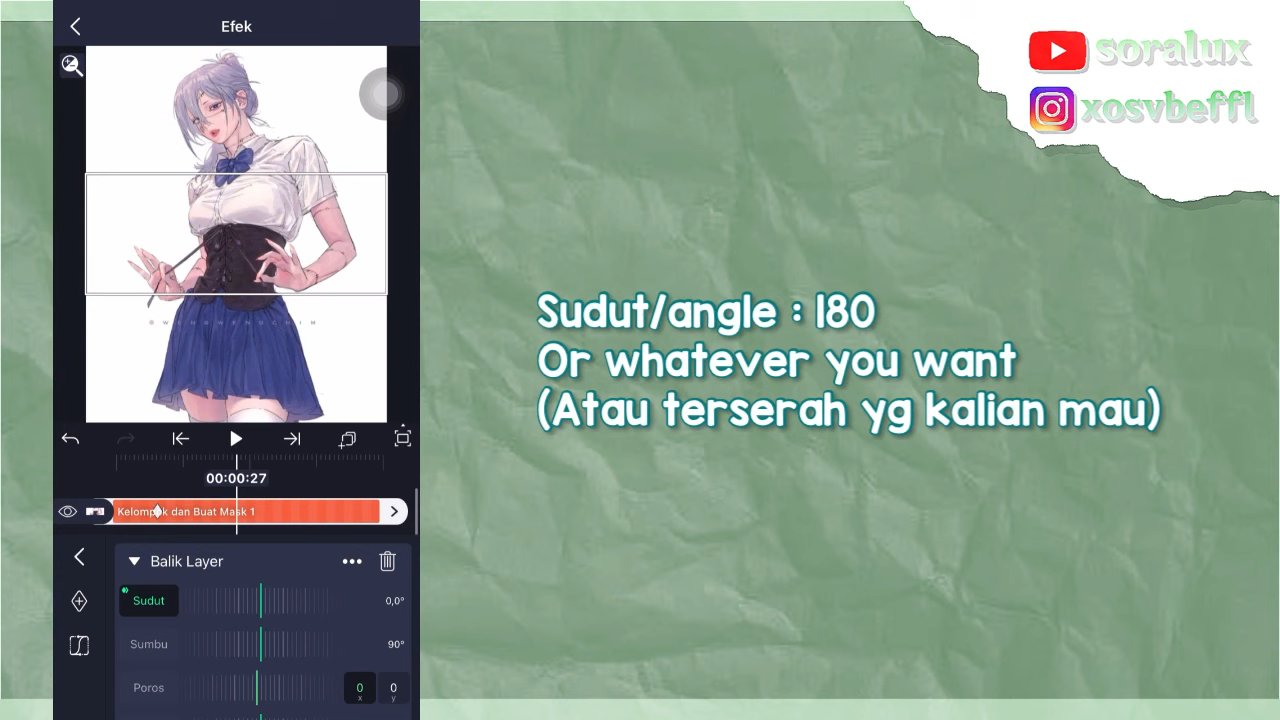 Efek
soralux
xosvbeffl
00:00:27
Kelompok dan Buat Mask 1
Balik Layer
Sudut
0,0°
Sumbu
90°
Poros
0
0
x
y
Sudut/angle : 180
Or whatever you want
(Atau terserah yg kalian mau)